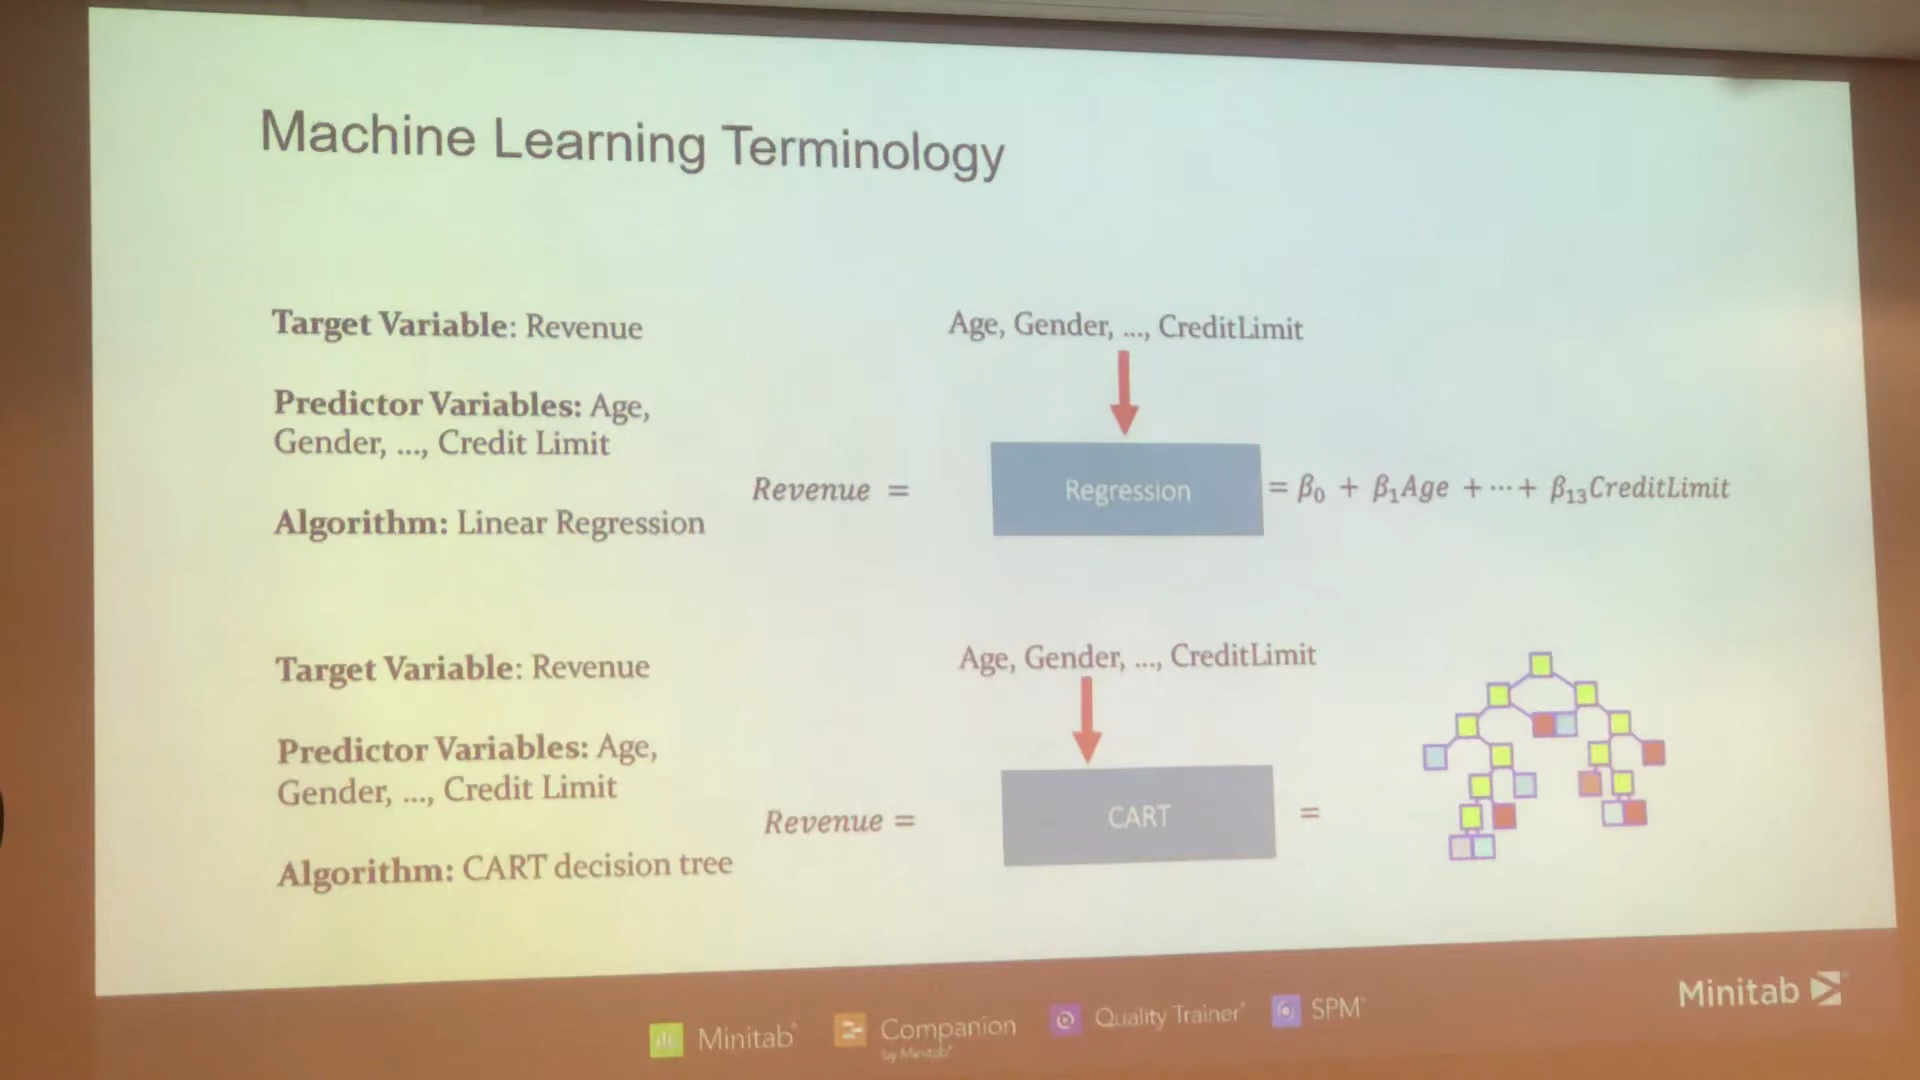 Machine Learning Terminology
Target Variable: Revenue
Predictor Variables: Age,
Gender, ..., Credit Limit
Algorithm: Linear Regression
Age, Gender, ..., CreditLimit
Revenue =
Regression
= β₀ + β₁Age + ⋯ + β₁₃CreditLimit
Target Variable: Revenue
Predictor Variables: Age,
Gender, ..., Credit Limit
Algorithm: CART decision tree
Age, Gender, ..., CreditLimit
Revenue =
CART
=
Minitab®
Companion
by Minitab®
Quality Trainer®
SPM®
Minitab